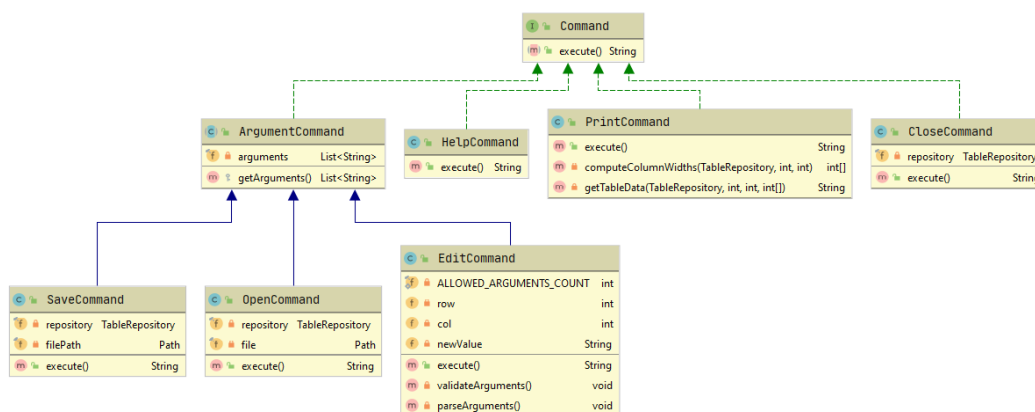 Command
execute() String
ArgumentCommand
arguments List<String>
getArguments() List<String>
HelpCommand
execute() String
PrintCommand
execute() String
computeColumnWidths(TableRepository, int, int) int[]
getTableData(TableRepository, int, int, int[]) String
CloseCommand
repository TableRepository
execute() String
SaveCommand
repository TableRepository
filePath Path
execute() String
OpenCommand
repository TableRepository
file Path
execute() String
EditCommand
ALLOWED_ARGUMENTS_COUNT int
row int
col int
newValue String
execute() String
validateArguments() void
parseArguments() void